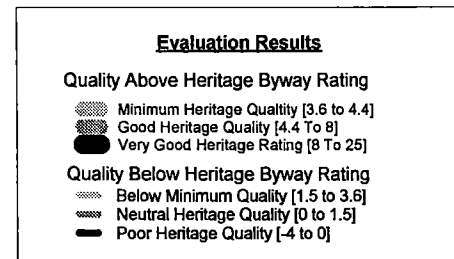 Evaluation Results
Quality Above Heritage Byway Rating
Minimum Heritage Qualtity [3.6 to 4.4]
Good Heritage Quality [4.4 To 8]
Very Good Heritage Rating [8 To 25]
Quality Below Heritage Byway Rating
Below Minimum Quality [1.5 to 3.6]
Neutral Heritage Quality [0 to 1.5]
Poor Heritage Quality [-4 to 0]